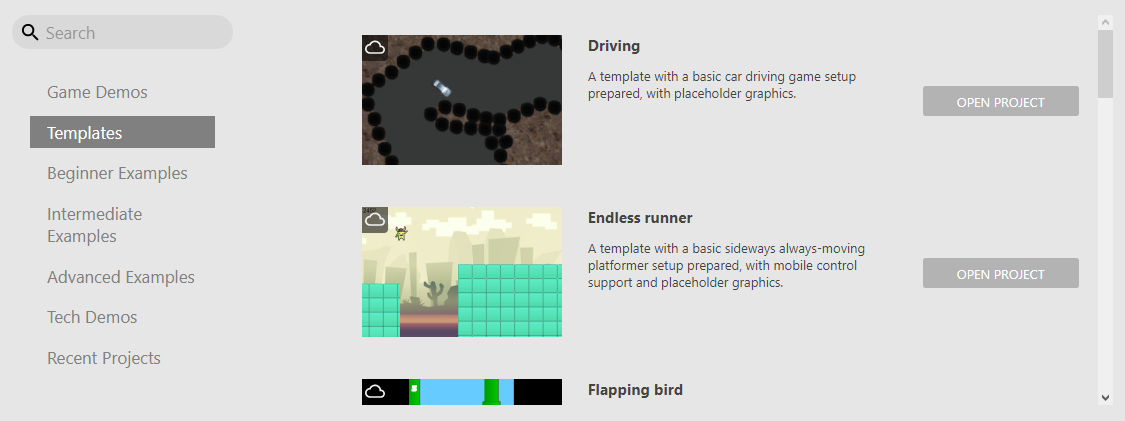 Search
Game Demos
Templates
Beginner Examples
Intermediate
Examples
Advanced Examples
Tech Demos
Recent Projects
Driving
A template with a basic car driving game setup
prepared, with placeholder graphics.
OPEN PROJECT
Endless runner
A template with a basic sideways always-moving
platformer setup prepared, with mobile control
support and placeholder graphics.
OPEN PROJECT
Flapping bird